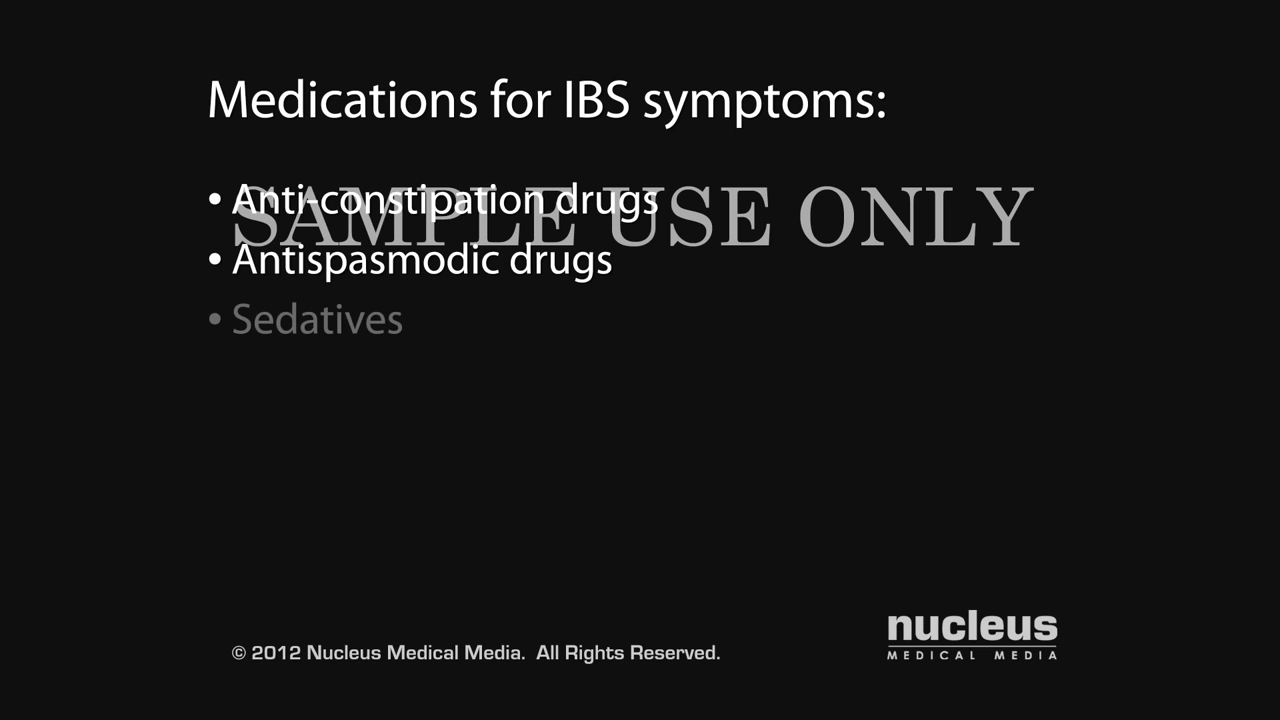 Medications for IBS symptoms:
• Anti-constipation drugs
SAMPLE USE ONLY
• Antispasmodic drugs
• Sedatives
© 2012 Nucleus Medical Media. All Rights Reserved.
nucleus
MEDICAL MEDIA